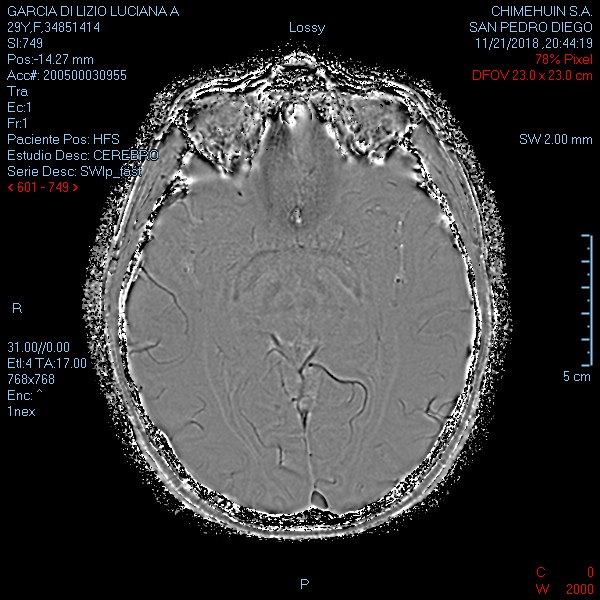 GARCIA DI LIZIO LUCIANA A
29Y,F,34851414
Sl:749
Pos:-14.27 mm
Acc#: 200500030955
Tra
Ec:1
Fr:1
Paciente Pos: HFS
Estudio Desc: CEREBRO
Serie Desc: SWIp_fast
< 601 - 749 >
Lossy
CHIMEHUIN S.A.
SAN PEDRO DIEGO
11/21/2018 ,20:44:19
78% Pixel
DFOV 23.0 x 23.0 cm
SW 2.00 mm
R
31.00//0.00
Etl:4 TA:17.00
768x768
Enc: ^
1nex
5 cm
P
C 0
W 2000